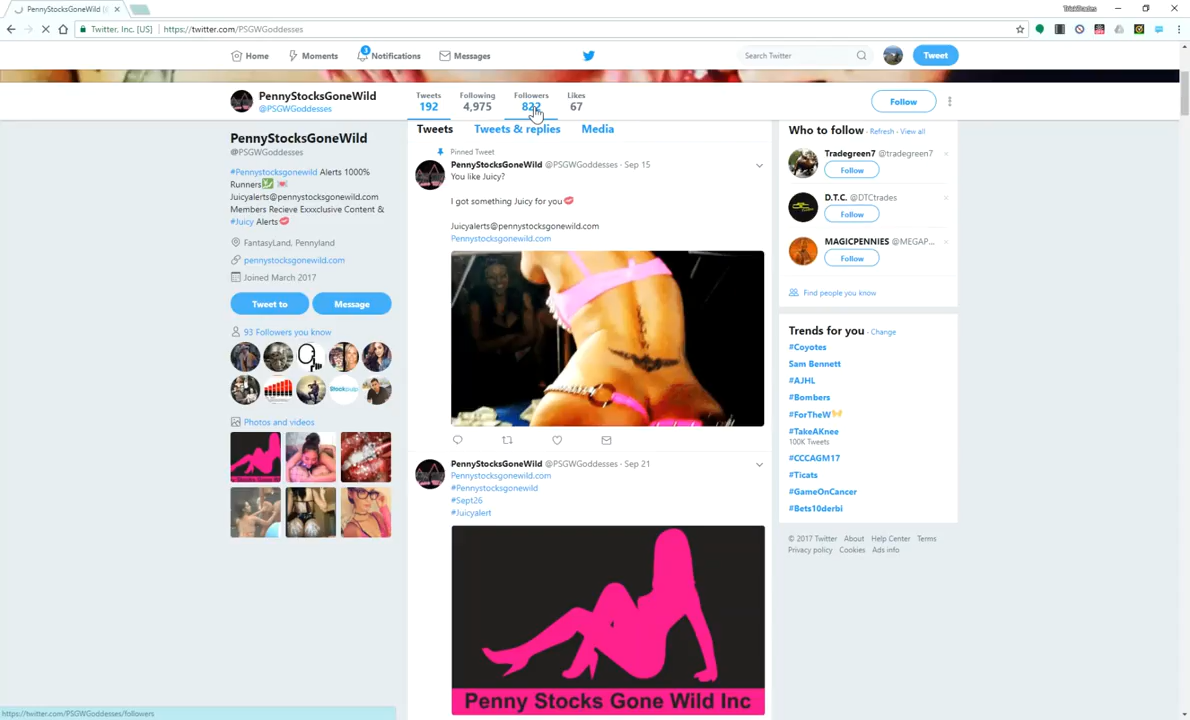 PennyStocksGoneWild (
TrickTrades
Twitter, Inc. [US]
https://twitter.com/PSGWGoddesses
Home
Moments
3
Notifications
Messages
Search Twitter
Tweet
PennyStocksGoneWild
@PSGWGoddesses
Tweets
192
Following
4,975
Followers
822
Likes
67
Follow
PennyStocksGoneWild
@PSGWGoddesses
#Pennystocksgonewild Alerts 1000%
Runners
Juicyalerts@pennystocksgonewild.com
Members Recieve Exxxclusive Content &
#Juicy Alerts
FantasyLand, Pennyland
pennystocksgonewild.com
Joined March 2017
Tweet to
Message
93 Followers you know
Stockpulp
Photos and videos
Tweets
Tweets & replies
Media
Pinned Tweet
PennyStocksGoneWild @PSGWGoddesses · Sep 15
You like Juicy?
I got something Juicy for you
Juicyalerts@pennystocksgonewild.com
Pennystocksgonewild.com
PennyStocksGoneWild @PSGWGoddesses · Sep 21
Pennystocksgonewild.com
#Pennystocksgonewild
#Sept26
#Juicyalert
Penny Stocks Gone Wild Inc
Who to follow · Refresh · View all
Tradegreen7 @tradegreen7
Follow
D.T.C. @DTCtrades
Follow
MAGICPENNIES @MEGAP...
Follow
Find people you know
Trends for you · Change
#Coyotes
Sam Bennett
#AJHL
#Bombers
#ForTheW
#TakeAKnee
100K Tweets
#CCCAGM17
#Ticats
#GameOnCancer
#Bets10derbi
© 2017 Twitter About Help Center Terms
Privacy policy Cookies Ads info
https://twitter.com/PSGWGoddesses/followers